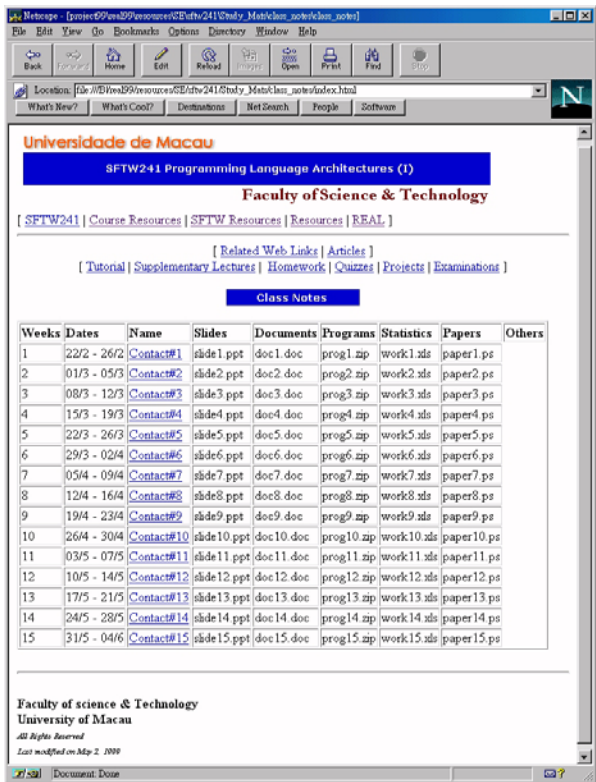 Netscape - [project99\real99\resources\SE\sftw241\Study_Mats\class_notes\class_notes]
File Edit View Go Bookmarks Options Directory Window Help
Back Forward Home Edit Reload Images Open Print Find Stop
Location: file:///D|/real99/resources/SE/sftw241/Study_Mats/class_notes/index.html
What's New? What's Cool? Destinations Net Search People Software
N
Universidade de Macau
SFTW241 Programming Language Architectures (I)
Faculty of Science & Technology
[ SFTW241 | Course Resources | SFTW Resources | Resources | REAL ]
[ Related Web Links | Articles ]
[ Tutorial | Supplementary Lectures | Homework | Quizzes | Projects | Examinations ]
Class Notes
Weeks Dates Name Slides Documents Programs Statistics Papers Others
1 22/2 - 26/2 Contact#1 slide1.ppt doc1.doc prog1.zip work1.xls paper1.ps
2 01/3 - 05/3 Contact#2 slide2.ppt doc2.doc prog2.zip work2.xls paper2.ps
3 08/3 - 12/3 Contact#3 slide3.ppt doc3.doc prog3.zip work3.xls paper3.ps
4 15/3 - 19/3 Contact#4 slide4.ppt doc4.doc prog4.zip work4.xls paper4.ps
5 22/3 - 26/3 Contact#5 slide5.ppt doc5.doc prog5.zip work5.xls paper5.ps
6 29/3 - 02/4 Contact#6 slide6.ppt doc6.doc prog6.zip work6.xls paper6.ps
7 05/4 - 09/4 Contact#7 slide7.ppt doc7.doc prog7.zip work7.xls paper7.ps
8 12/4 - 16/4 Contact#8 slide8.ppt doc8.doc prog8.zip work8.xls paper8.ps
9 19/4 - 23/4 Contact#9 slide9.ppt doc9.doc prog9.zip work9.xls paper9.ps
10 26/4 - 30/4 Contact#10 slide10.ppt doc10.doc prog10.zip work10.xls paper10.ps
11 03/5 - 07/5 Contact#11 slide11.ppt doc11.doc prog11.zip work11.xls paper11.ps
12 10/5 - 14/5 Contact#12 slide12.ppt doc12.doc prog12.zip work12.xls paper12.ps
13 17/5 - 21/5 Contact#13 slide13.ppt doc13.doc prog13.zip work13.xls paper13.ps
14 24/5 - 28/5 Contact#14 slide14.ppt doc14.doc prog14.zip work14.xls paper14.ps
15 31/5 - 04/6 Contact#15 slide15.ppt doc15.doc prog15.zip work15.xls paper15.ps
Faculty of science & Technology
University of Macau
All Rights Reserved
Last modified on May 2, 1999
Document: Done